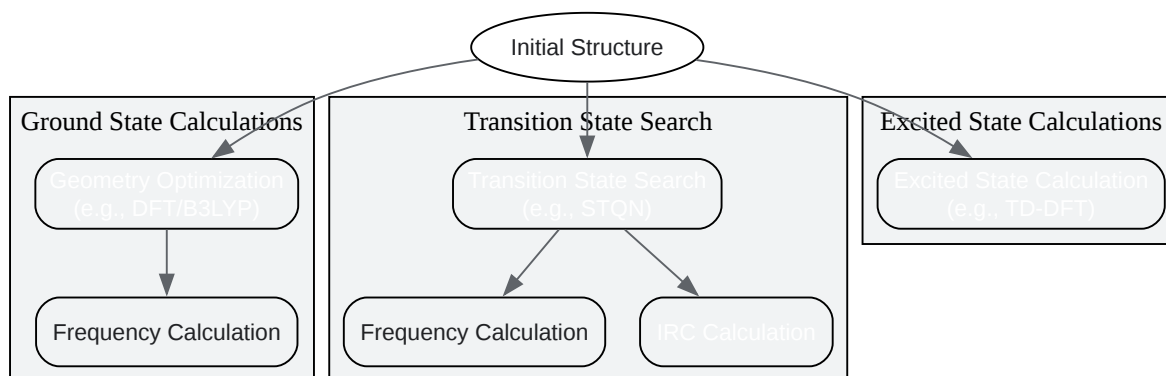 Initial Structure
Ground State Calculations
Geometry Optimization
(e.g., DFT/B3LYP)
Frequency Calculation
Transition State Search
Transition State Search
(e.g., STQN)
Frequency Calculation
IRC Calculation
Excited State Calculations
Excited State Calculation
(e.g., TD-DFT)